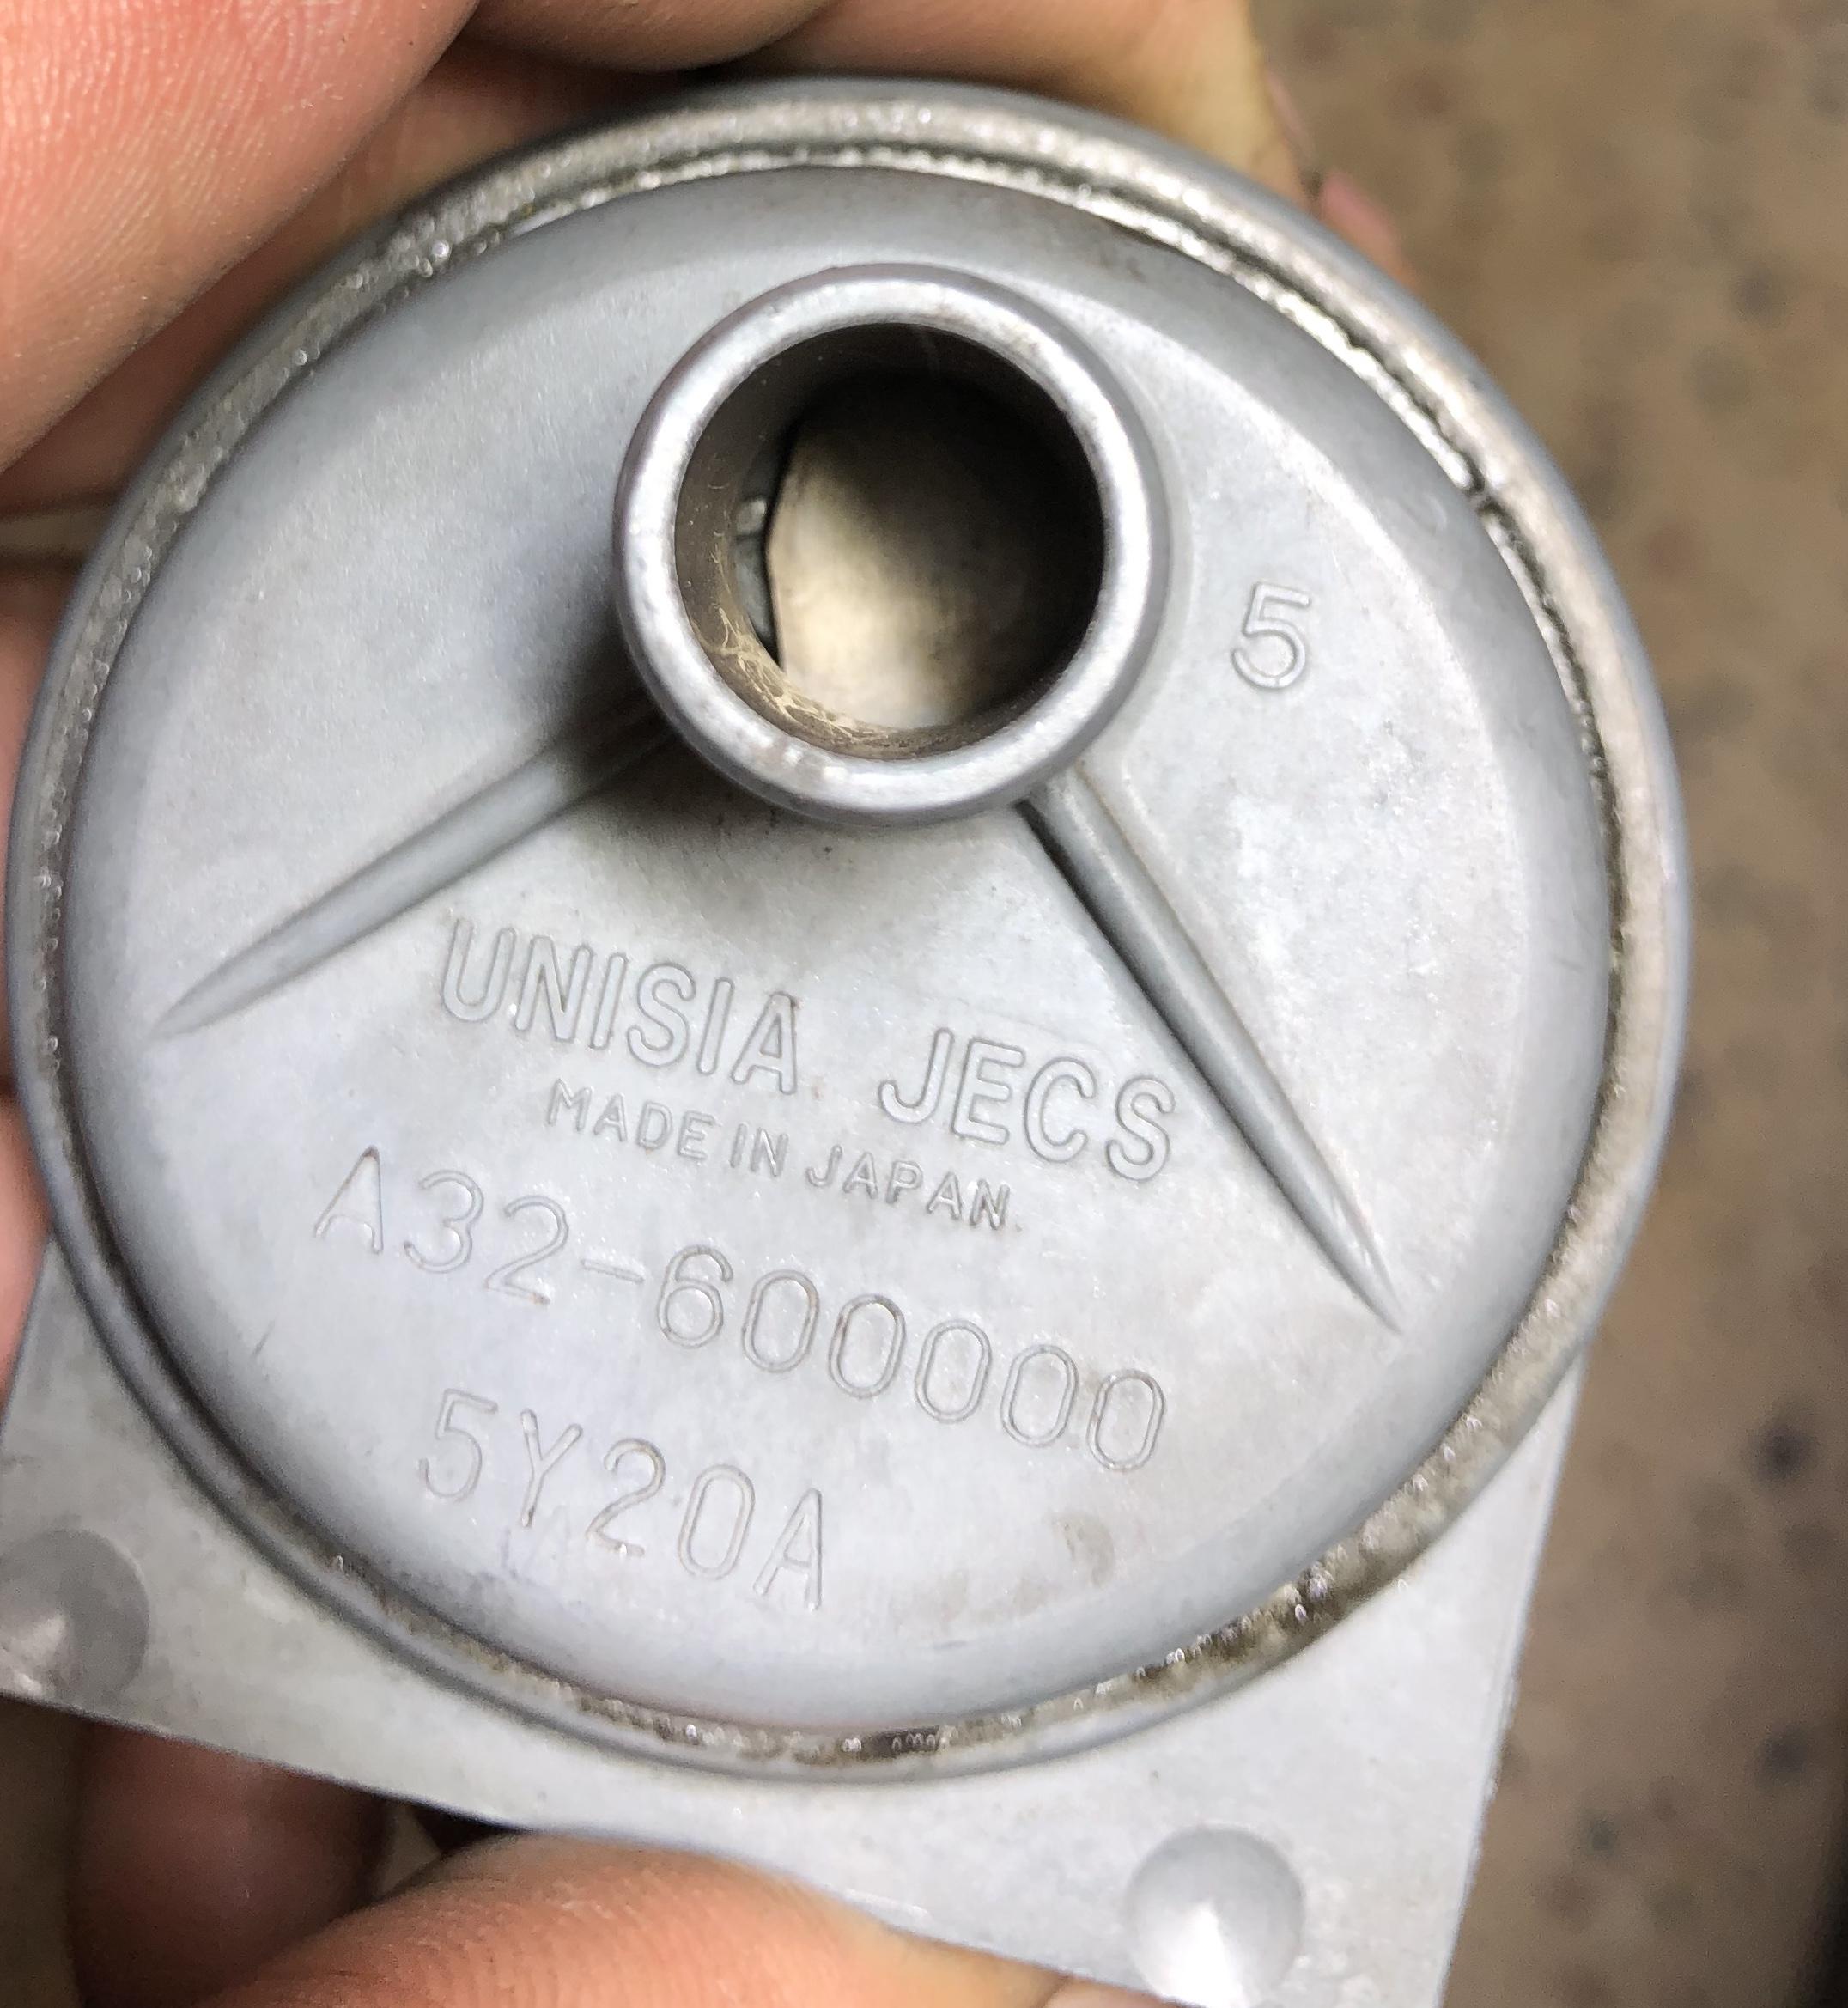 5
UNISIA JECS
MADE IN JAPAN
A32-600000
5Y20A